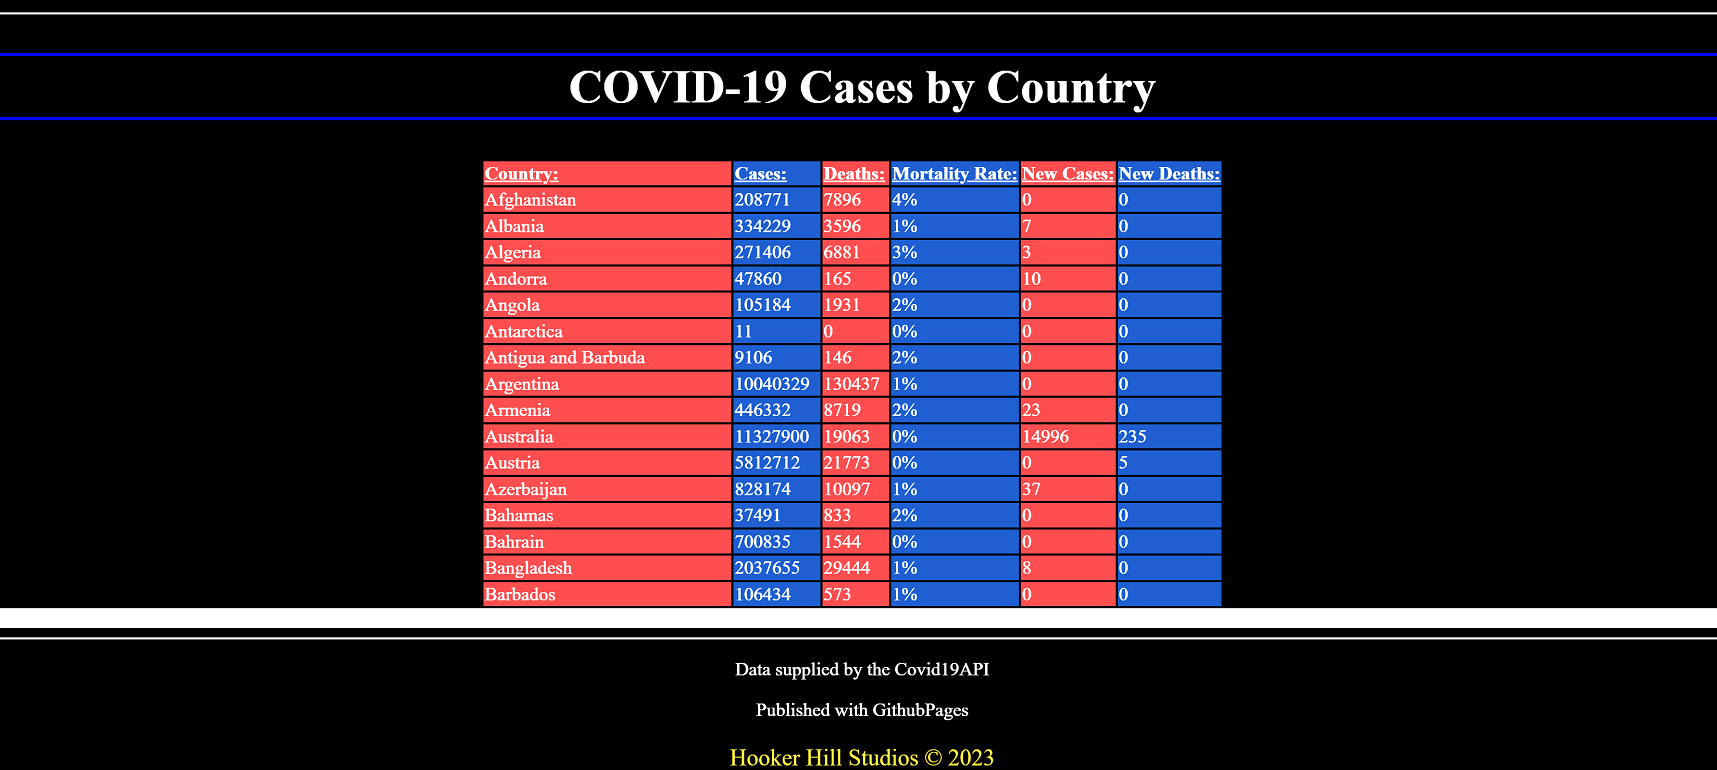 COVID-19 Cases by Country
Country: Cases: Deaths: Mortality Rate: New Cases: New Deaths:
Afghanistan 208771 7896 4% 0 0
Albania 334229 3596 1% 7 0
Algeria 271406 6881 3% 3 0
Andorra 47860 165 0% 10 0
Angola 105184 1931 2% 0 0
Antarctica 11 0 0% 0 0
Antigua and Barbuda 9106 146 2% 0 0
Argentina 10040329 130437 1% 0 0
Armenia 446332 8719 2% 23 0
Australia 11327900 19063 0% 14996 235
Austria 5812712 21773 0% 0 5
Azerbaijan 828174 10097 1% 37 0
Bahamas 37491 833 2% 0 0
Bahrain 700835 1544 0% 0 0
Bangladesh 2037655 29444 1% 8 0
Barbados 106434 573 1% 0 0
Data supplied by the Covid19API
Published with GithubPages
Hooker Hill Studios © 2023